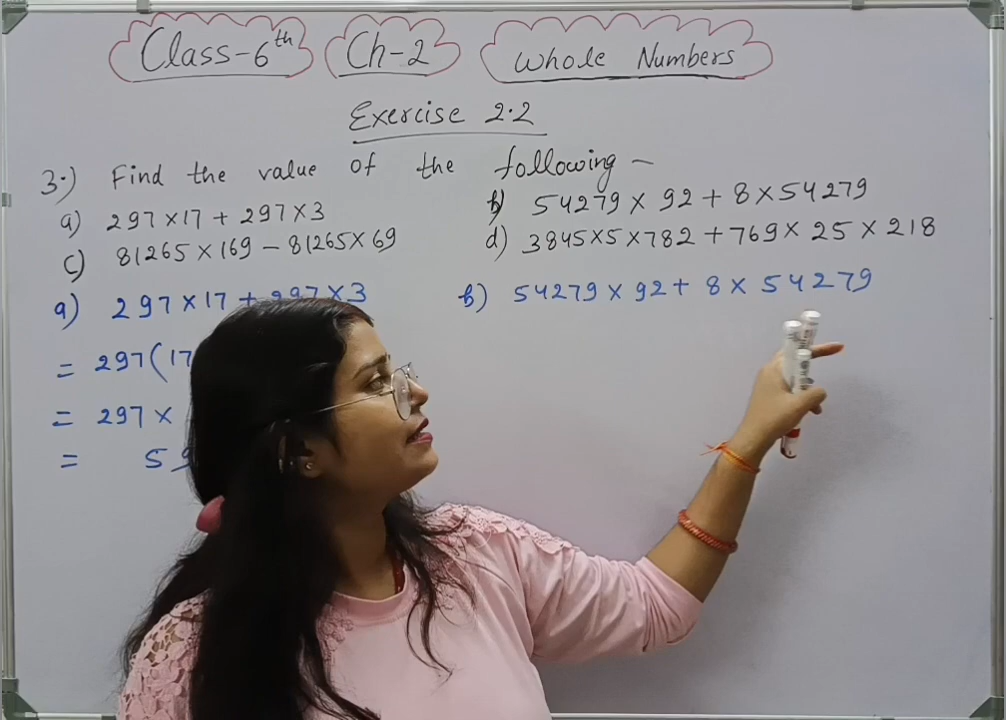 Class-6th Ch-2 Whole Numbers
Exercise 2.2
3.) Find the value of the following –
a) 297×17 + 297×3
b) 54279 × 92 + 8 × 54279
c) 81265 × 169 – 81265 × 69
d) 3845×5×782 + 769× 25 × 218
a) 297 × 17 + 297 × 3
= 297(17
= 297 ×
= 59
b) 54279 × 92 + 8 × 54279